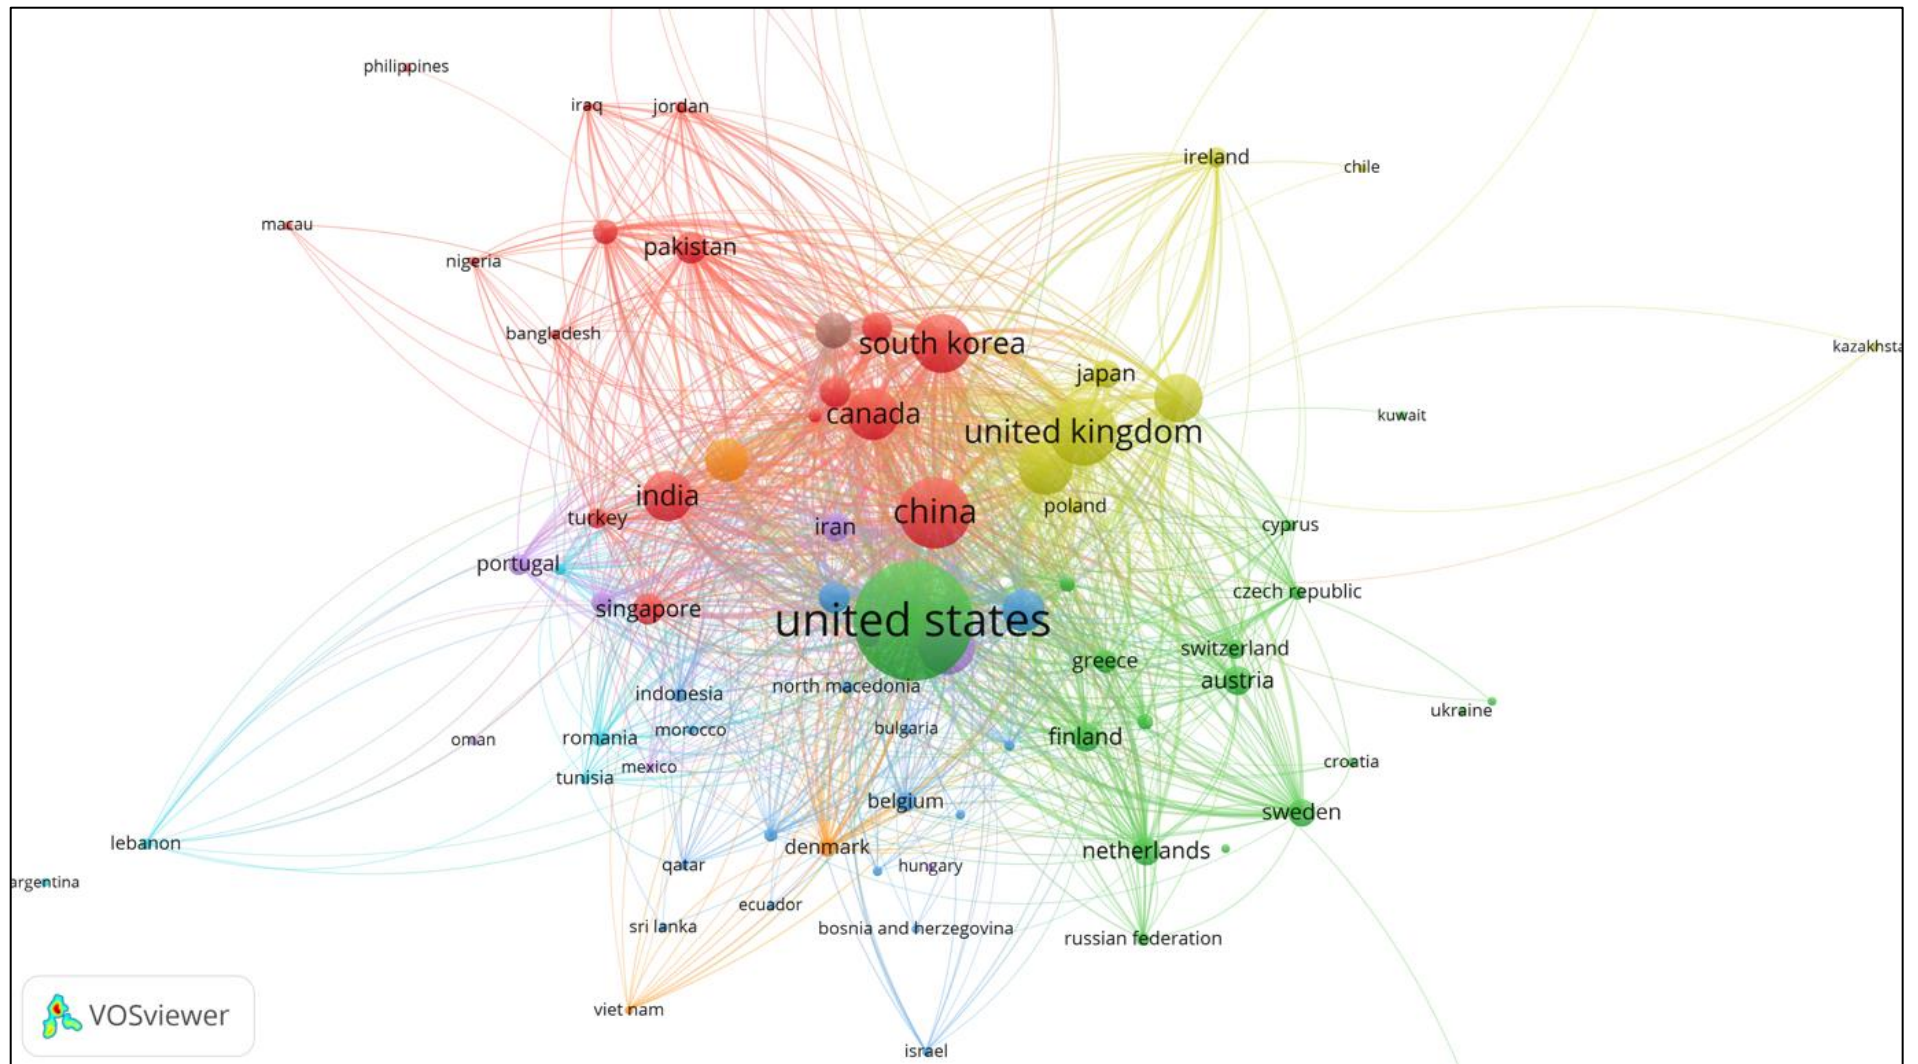 philippines
iraq
jordan
ireland
chile
macau
pakistan
nigeria
bangladesh
south korea
kazakhsta
japan
canada
kuwait
united kingdom
india
poland
china
turkey
iran
cyprus
portugal
czech republic
singapore
united states
switzerland
greece
austria
north macedonia
indonesia
ukraine
bulgaria
morocco
finland
romania
oman
croatia
mexico
tunisia
belgium
sweden
lebanon
denmark
netherlands
qatar
hungary
argentina
ecuador
sri lanka
bosnia and herzegovina
russian federation
viet nam
VOSviewer
israel